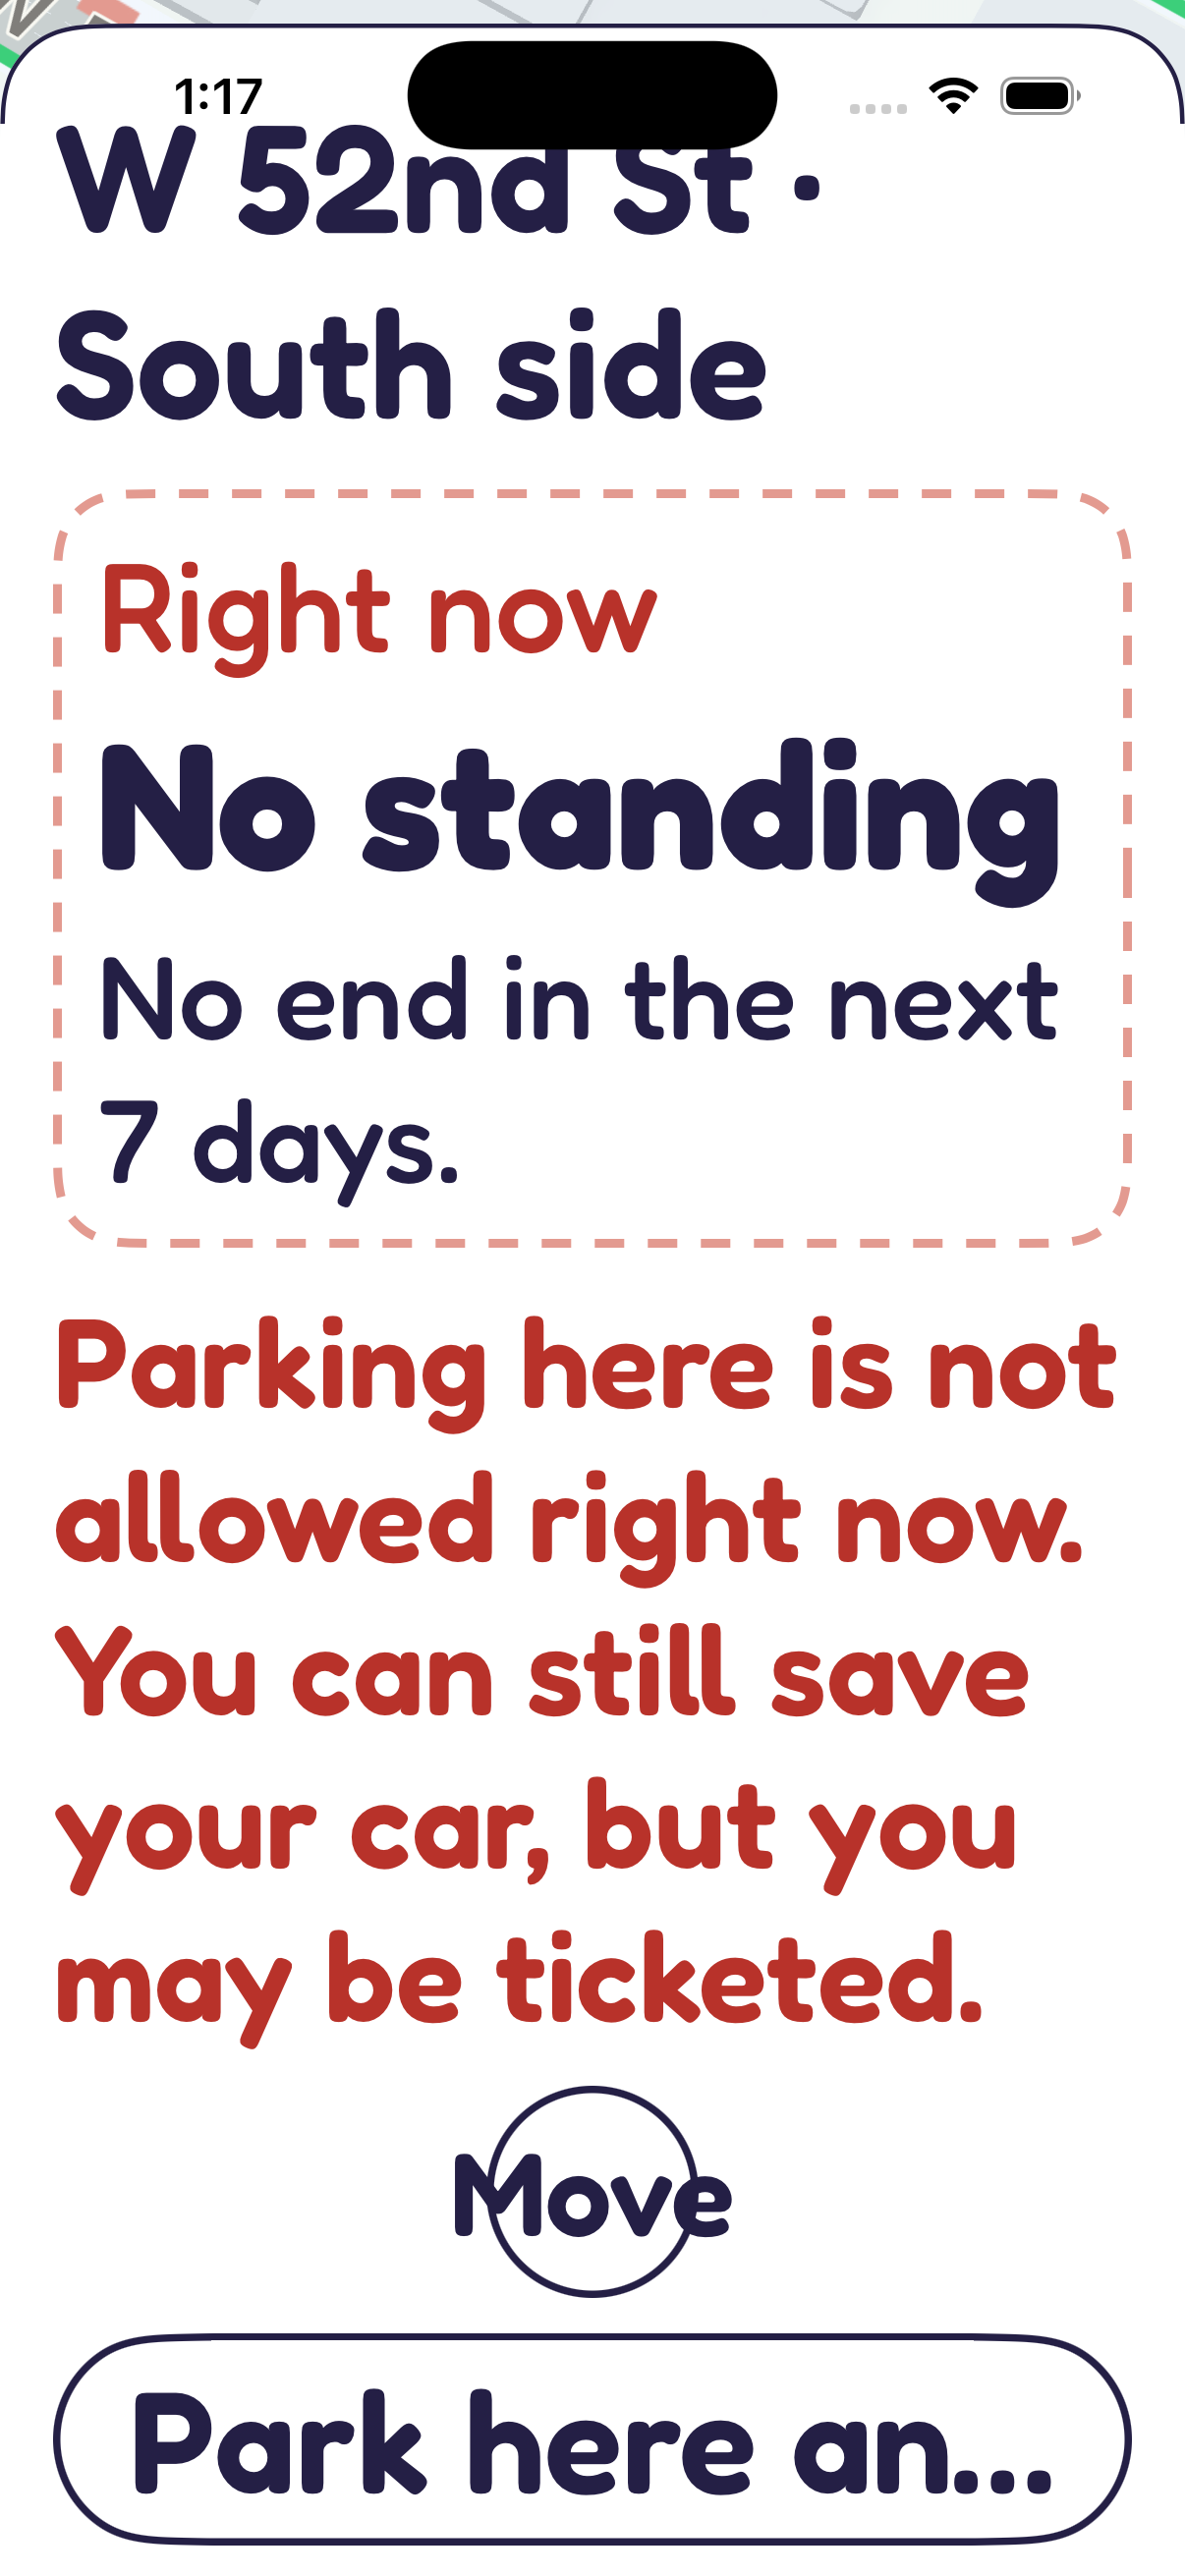 1:17
W 52nd St ·
South side
Right now
No standing
No end in the next
7 days.
Parking here is not
allowed right now.
You can still save
your car, but you
may be ticketed.
Move
Park here an...